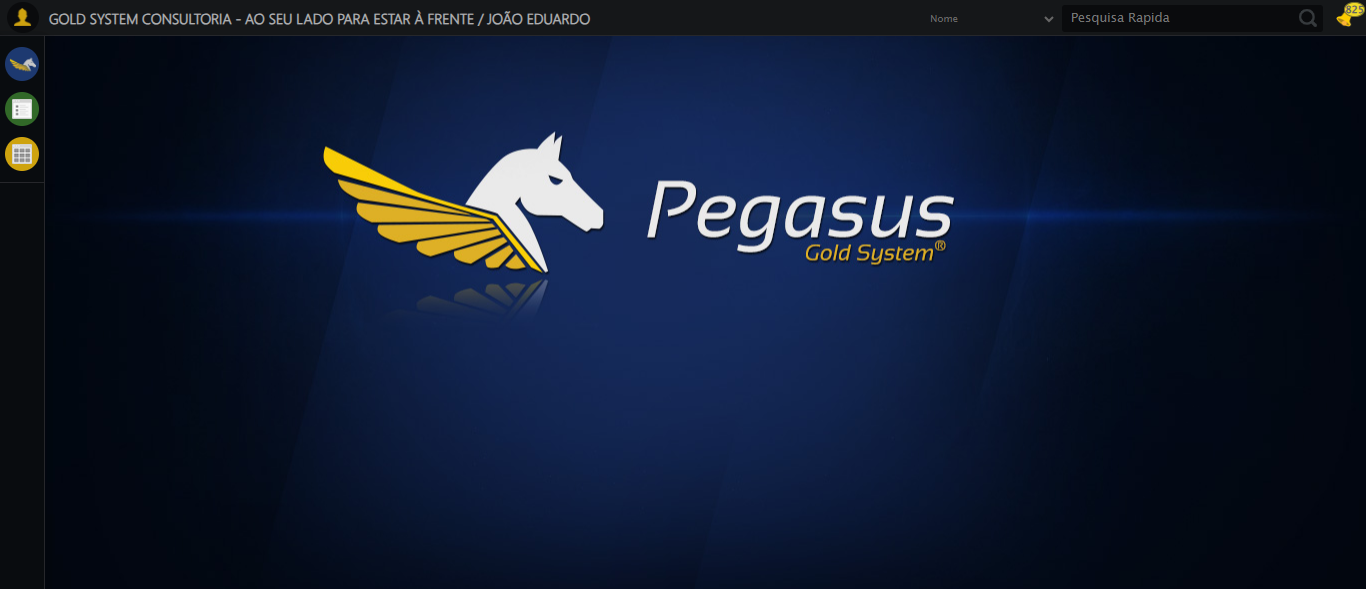 GOLD SYSTEM CONSULTORIA - AO SEU LADO PARA ESTAR À FRENTE / JOÃO EDUARDO
Nome
Pesquisa Rapida
825
Pegasus
Gold System®